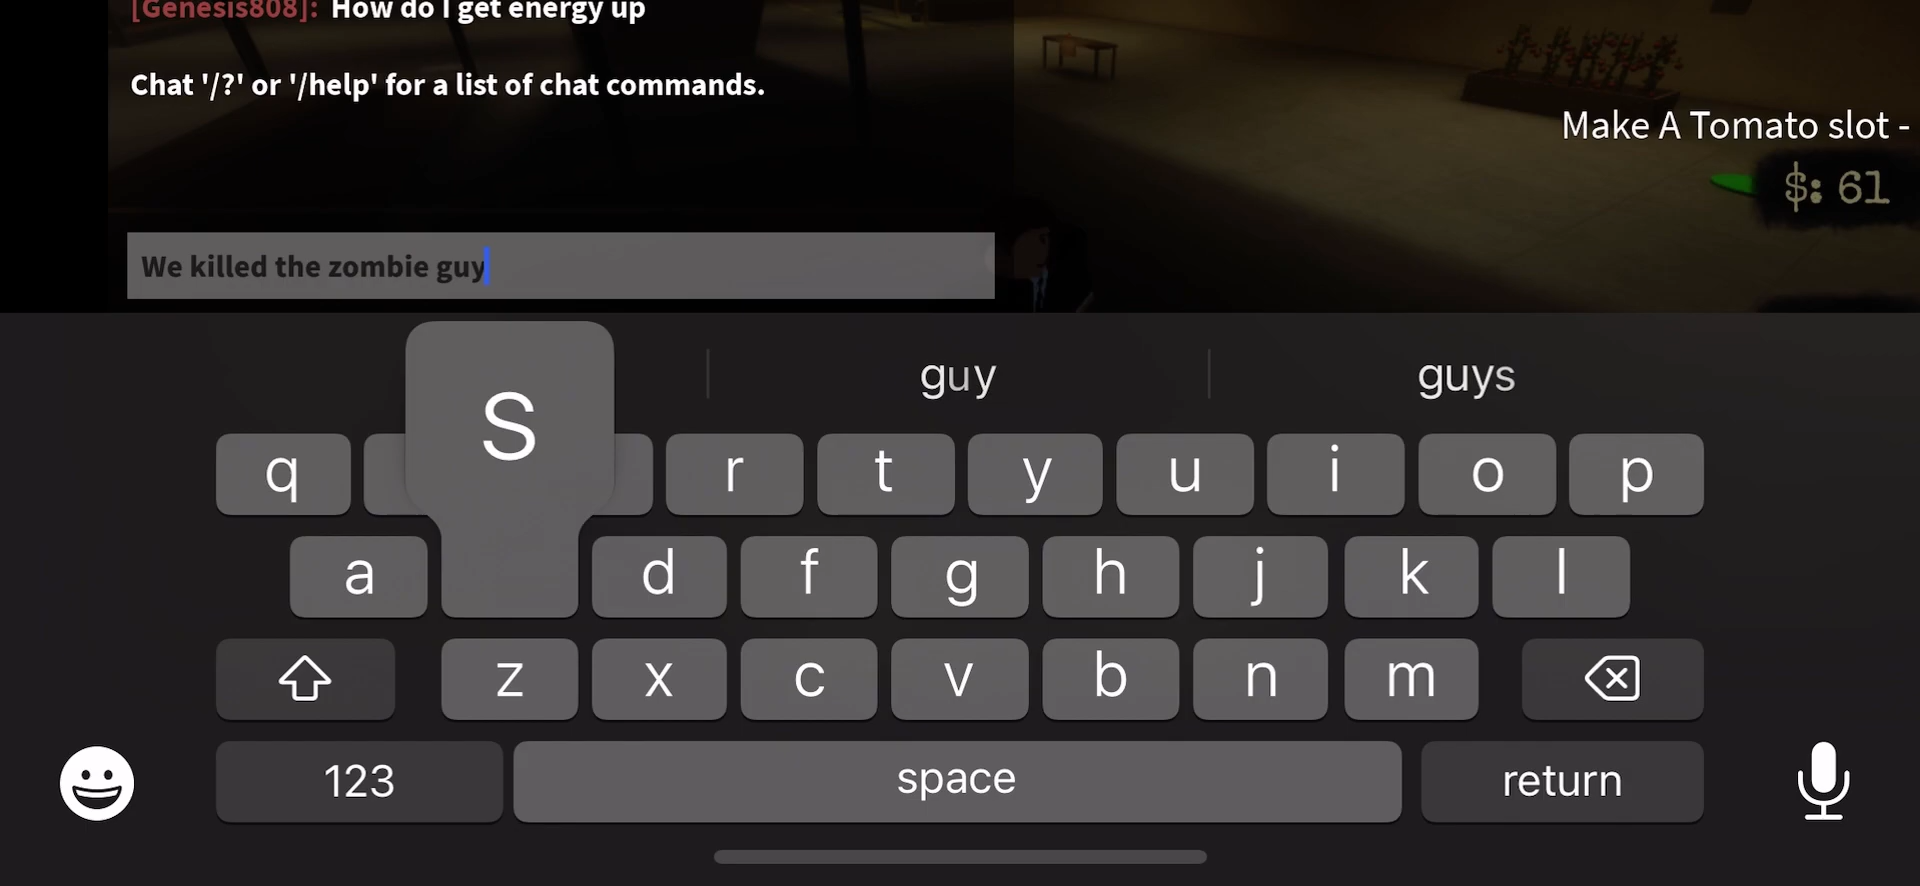 [Genesis808]: How do I get energy up
Chat '/?' or '/help' for a list of chat commands.
Make A Tomato slot -
$: 61
We killed the zombie guy
S
guy
guys
q
r
t
y
u
i
o
p
a
d
f
g
h
j
k
l
z
x
c
v
b
n
m
123
space
return